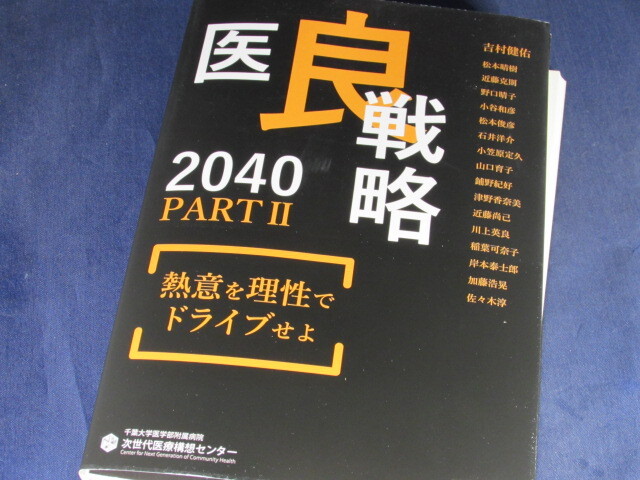 医良戦略
2040
PART II
熱意を理性で
ドライブせよ
吉村健佑
松本晴樹
近藤克則
野口晴子
小谷和彦
松本俊彦
石井洋介
小笠原定久
山口育子
鋪野紀好
津野香奈美
近藤尚己
川上英良
稲葉可奈子
岸本泰士郎
加藤浩晃
佐々木淳
千葉大学医学部附属病院
次世代医療構想センター
Center for Next Generation of Community Health